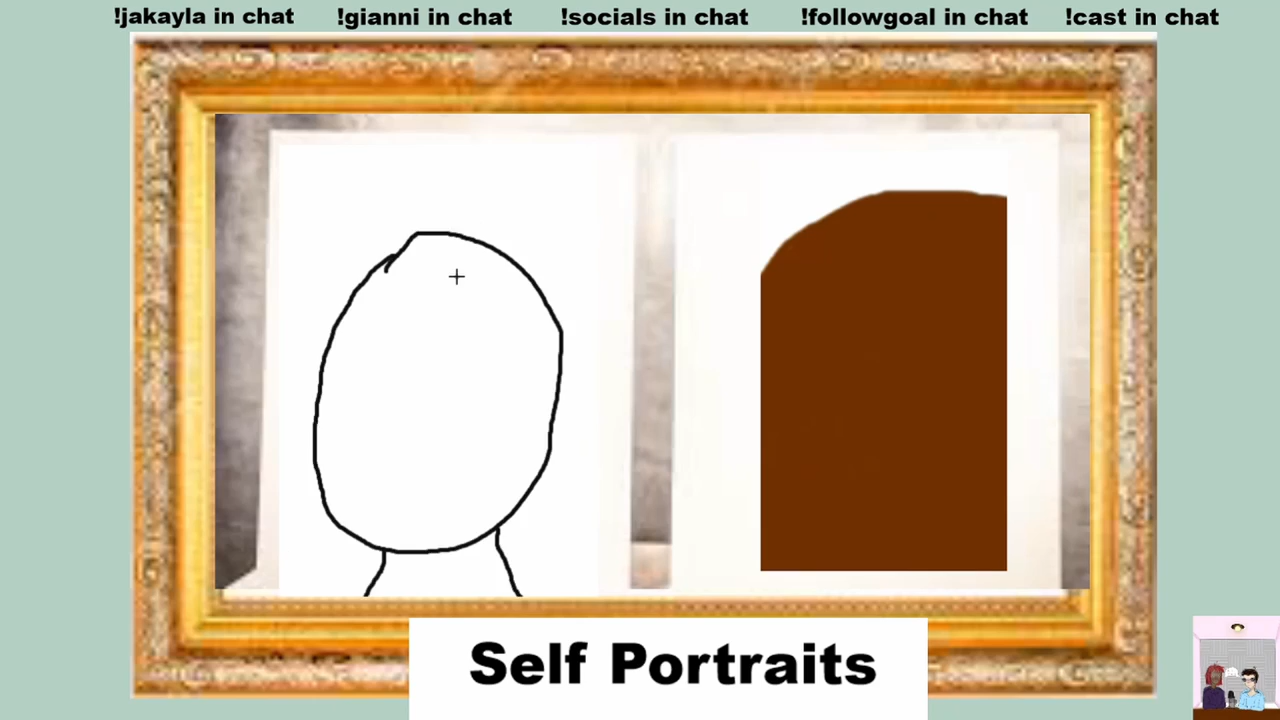 !jakayla in chat !gianni in chat !socials in chat !followgoal in chat !cast in chat
Self Portraits